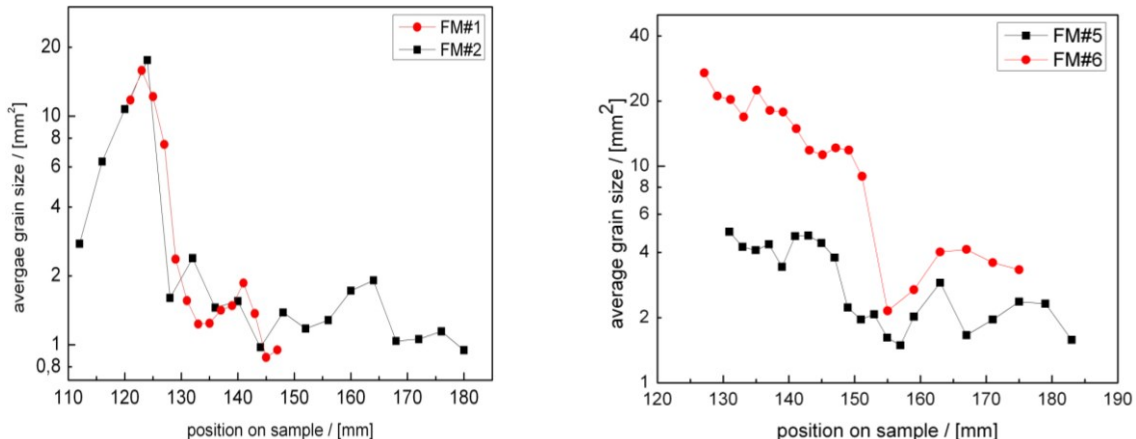 FM#1
FM#2
20
10
8
6
4
2
1
0,8
110 120 130 140 150 160 170 180
position on sample / [mm]
avergae grain size / [mm²]
FM#5
FM#6
40
20
10
8
6
4
2
1
120 130 140 150 160 170 180 190
position on sample / [mm]
average grain size / [mm²]